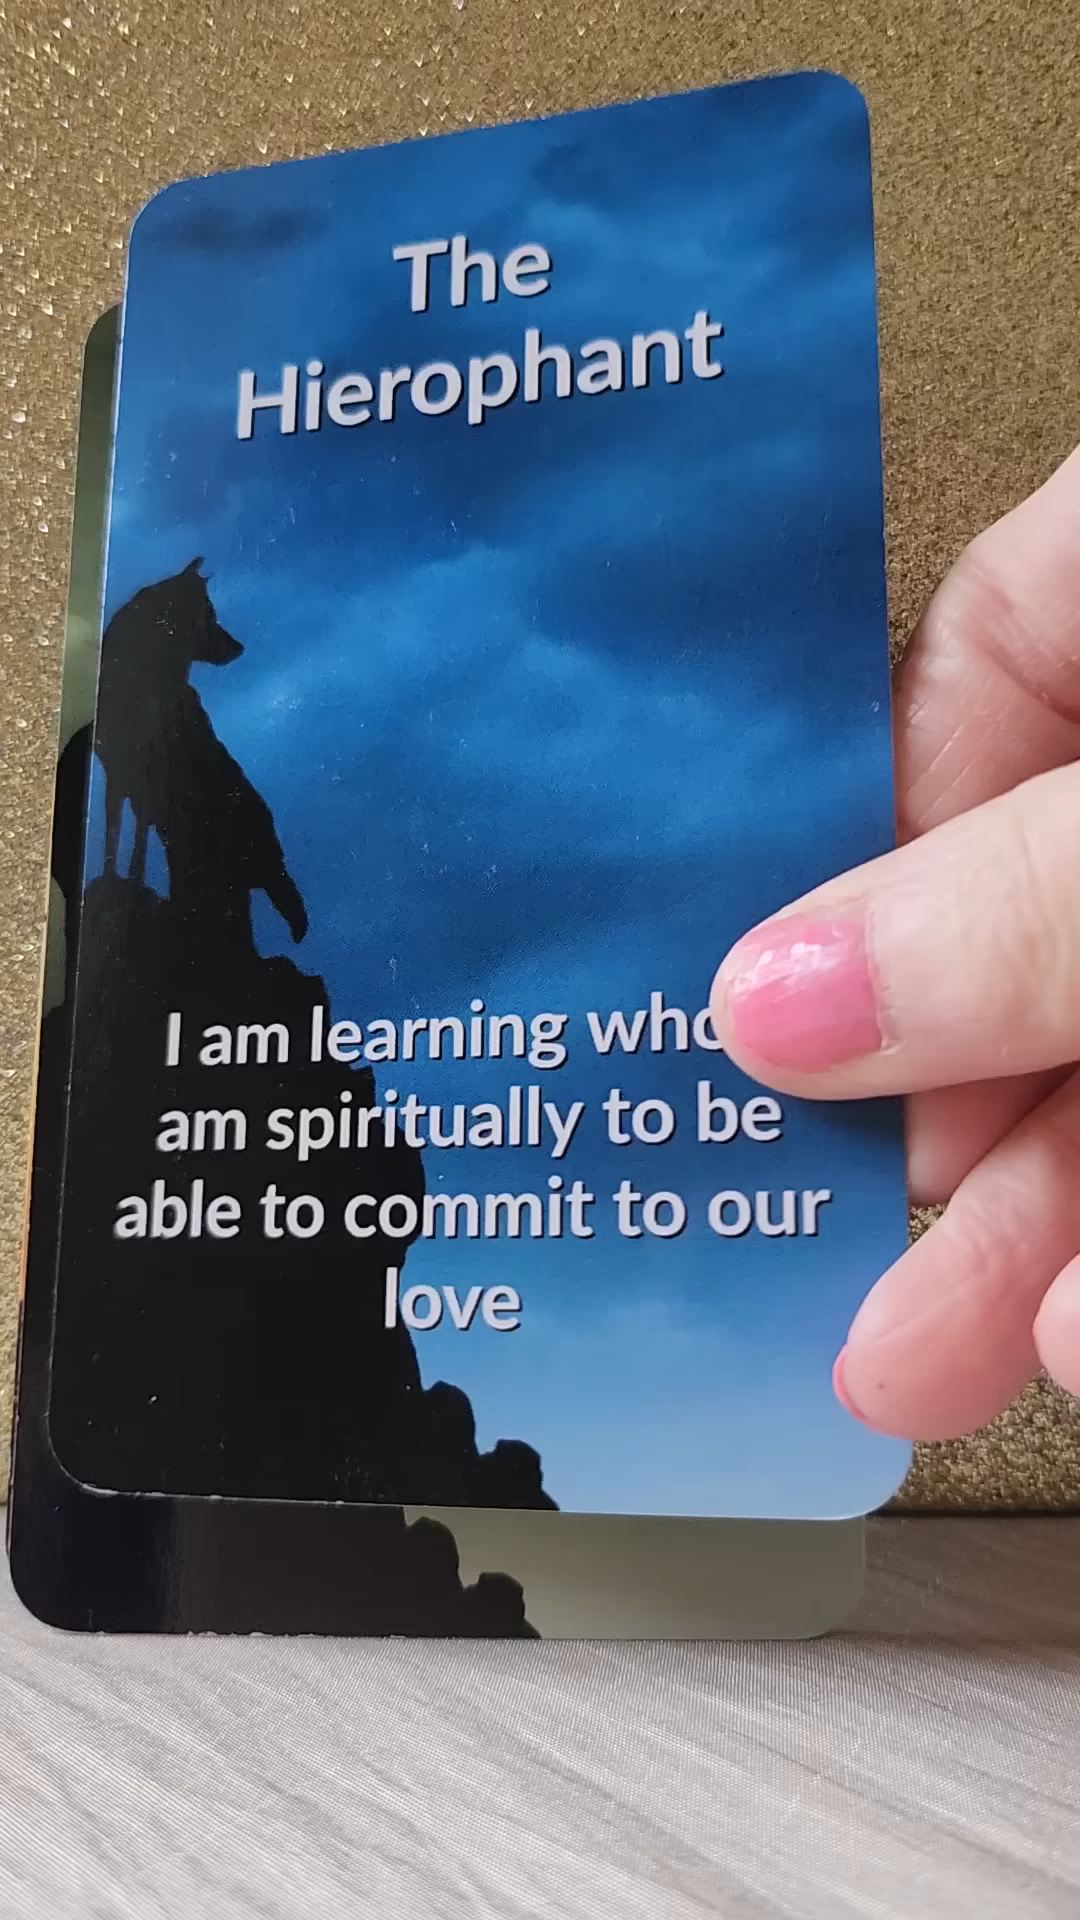 The
Hierophant
I am learning who
am spiritually to be
able to commit to our
love